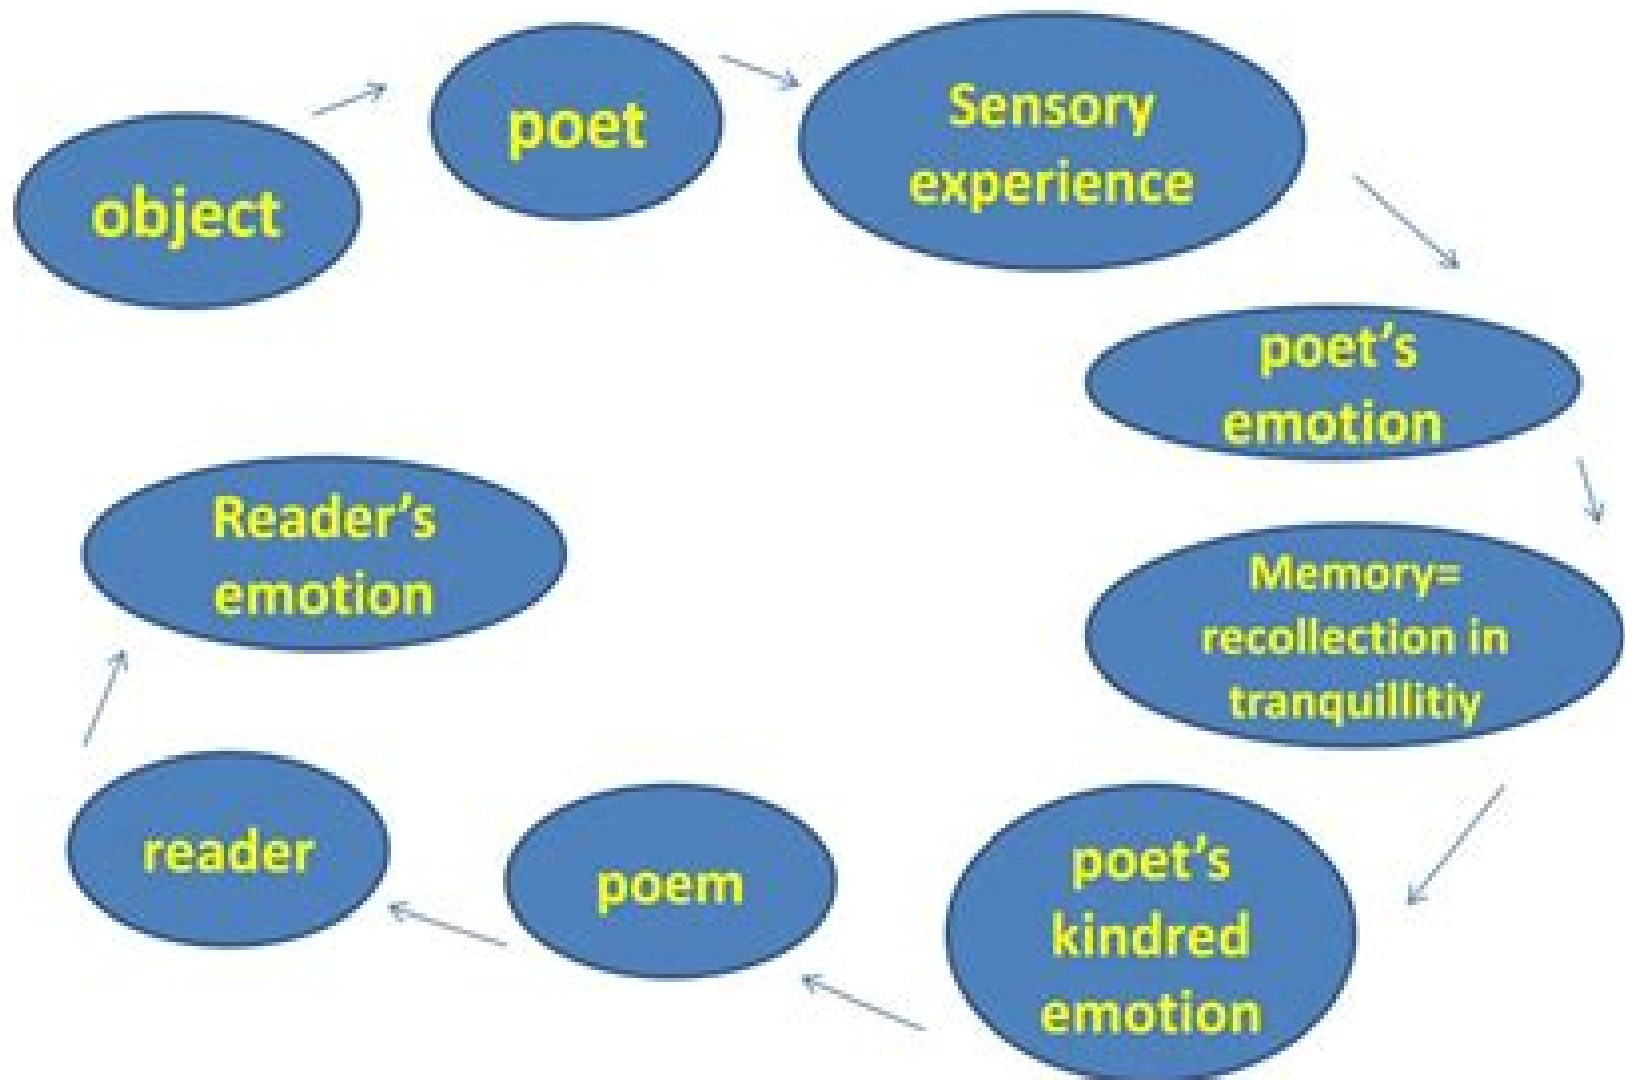 object
poet
Sensory
experience
poet’s
emotion
Memory=
recollection in
tranquillitiy
poet’s
kindred
emotion
poem
reader
Reader’s
emotion